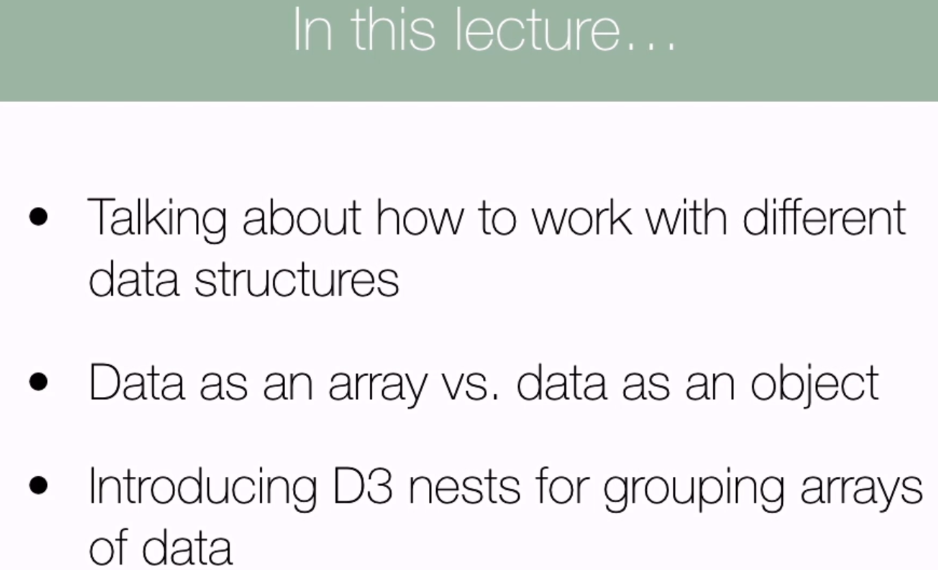 In this lecture...
• Talking about how to work with different
data structures
• Data as an array vs. data as an object
• Introducing D3 nests for grouping arrays
of data